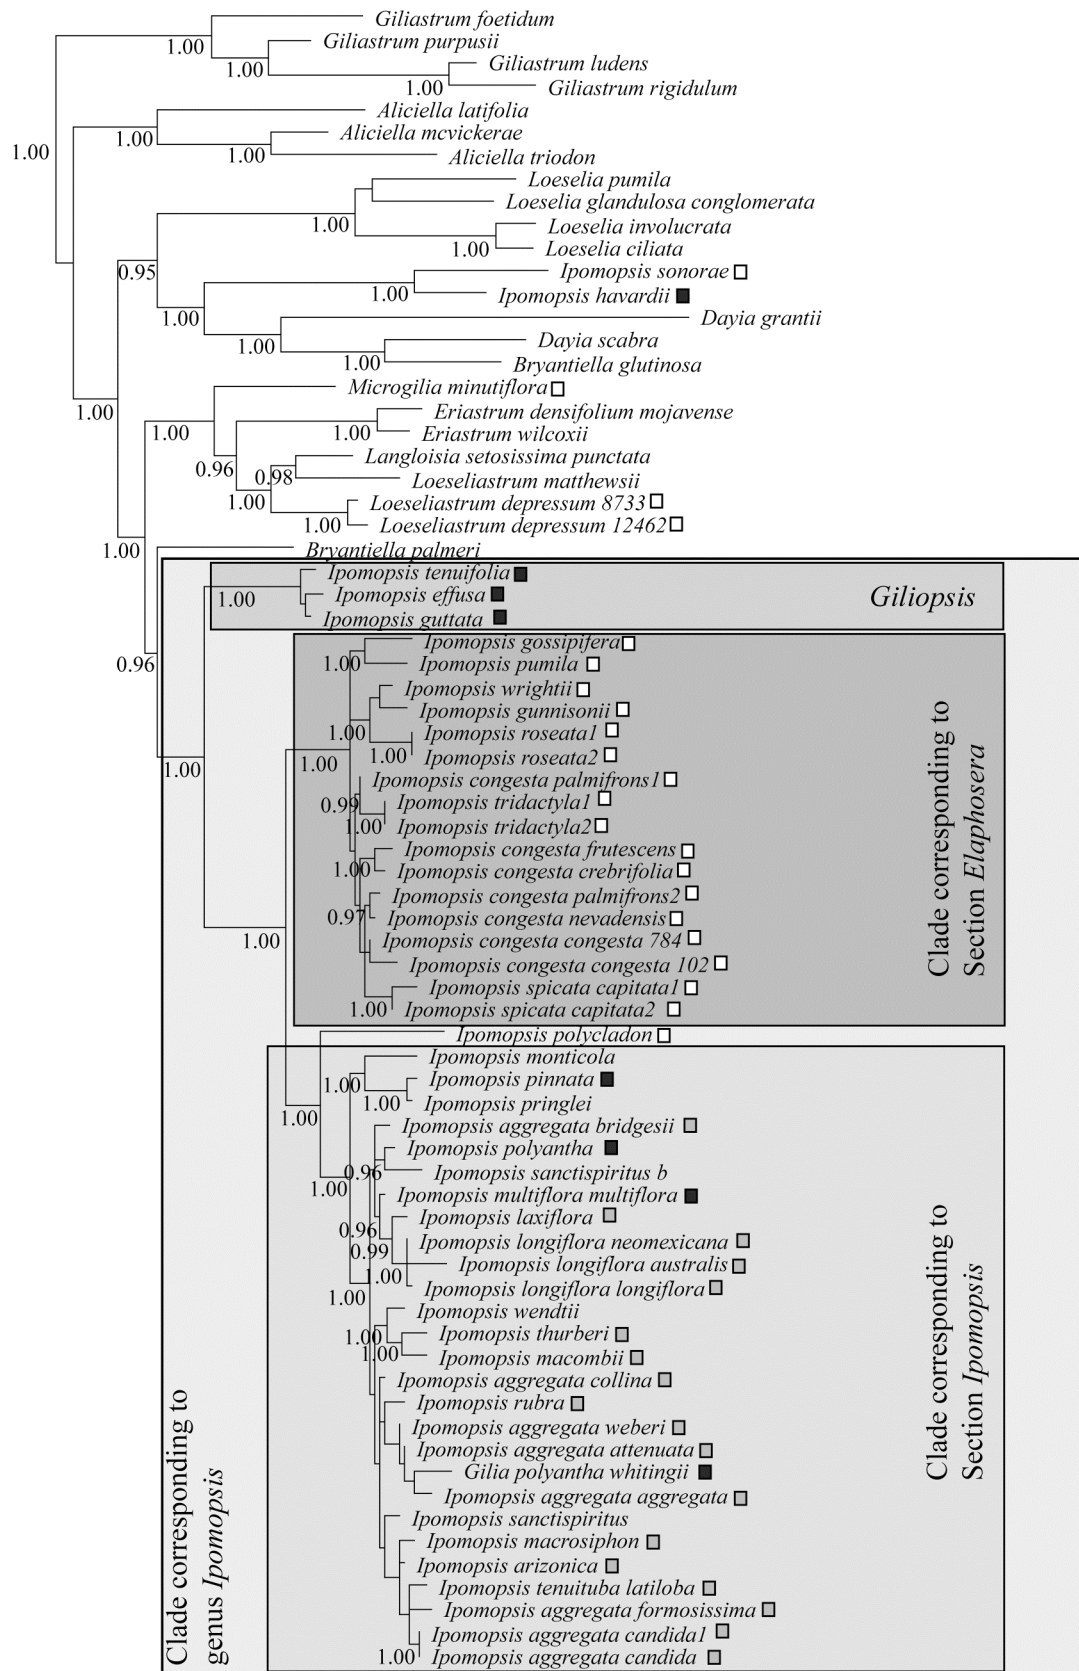 Giliastrum foetidum
1.00
Giliastrum purpusii
1.00
Giliastrum ludens
1.00
Giliastrum rigidulum
Aliciella latifolia
1.00
Aliciella mcvickerae
1.00
1.00
Aliciella triodon
Loeselia pumila
Loeselia glandulosa conglomerata
1.00
Loeselia involucrata
1.00
Loeselia ciliata
0.95
Ipomopsis sonorae
1.00
Ipomopsis havardii
1.00
Dayia grantii
1.00
Dayia scabra
1.00
Bryantiella glutinosa
Microgilia minutiflora
1.00
Eriastrum densifolium mojavense
1.00
1.00
Eriastrum wilcoxii
Langloisia setosissima punctata
0.96
0.98
Loeseliastrum matthewsii
1.00
Loeseliastrum depressum 8733
1.00
Loeseliastrum depressum 12462
1.00
Bryantiella palmeri
Ipomopsis tenuifolia
1.00
Ipomopsis effusa
Giliopsis
Ipomopsis guttata
Ipomopsis gossipifera
0.96
1.00
Ipomopsis pumila
Ipomopsis wrightii
Ipomopsis gunnisonii
1.00
Ipomopsis roseata1
1.00
1.00
Ipomopsis roseata2
1.00
Ipomopsis congesta palmifrons1
0.99
Ipomopsis tridactyla1
1.00
Ipomopsis tridactyla2
Ipomopsis congesta frutescens
1.00
Ipomopsis congesta crebrifolia
Ipomopsis congesta palmifrons2
0.97
Ipomopsis congesta nevadensis
1.00
Ipomopsis congesta congesta 784
Ipomopsis congesta congesta 102
Ipomopsis spicata capitata1
1.00
Ipomopsis spicata capitata2
Clade corresponding to
Section Elaphosera
Ipomopsis polycladon
Ipomopsis monticola
1.00
Ipomopsis pinnata
1.00
1.00
Ipomopsis pringlei
Ipomopsis aggregata bridgesii
Ipomopsis polyantha
0.96
Ipomopsis sanctispiritus b
1.00
Ipomopsis multiflora multiflora
Ipomopsis laxiflora
0.96
Ipomopsis longiflora neomexicana
0.99
Ipomopsis longiflora australis
1.00
Ipomopsis longiflora longiflora
1.00
Ipomopsis wendtii
1.00
Ipomopsis thurberi
1.00
Ipomopsis macombii
Ipomopsis aggregata collina
Ipomopsis rubra
Ipomopsis aggregata weberi
Ipomopsis aggregata attenuata
Gilia polyantha whitingii
Ipomopsis aggregata aggregata
Ipomopsis sanctispiritus
Ipomopsis macrosiphon
Ipomopsis arizonica
Ipomopsis tenuituba latiloba
Ipomopsis aggregata formosissima
Ipomopsis aggregata candida1
1.00
Ipomopsis aggregata candida
Clade corresponding to
Section Ipomopsis
Clade corresponding to
genus Ipomopsis